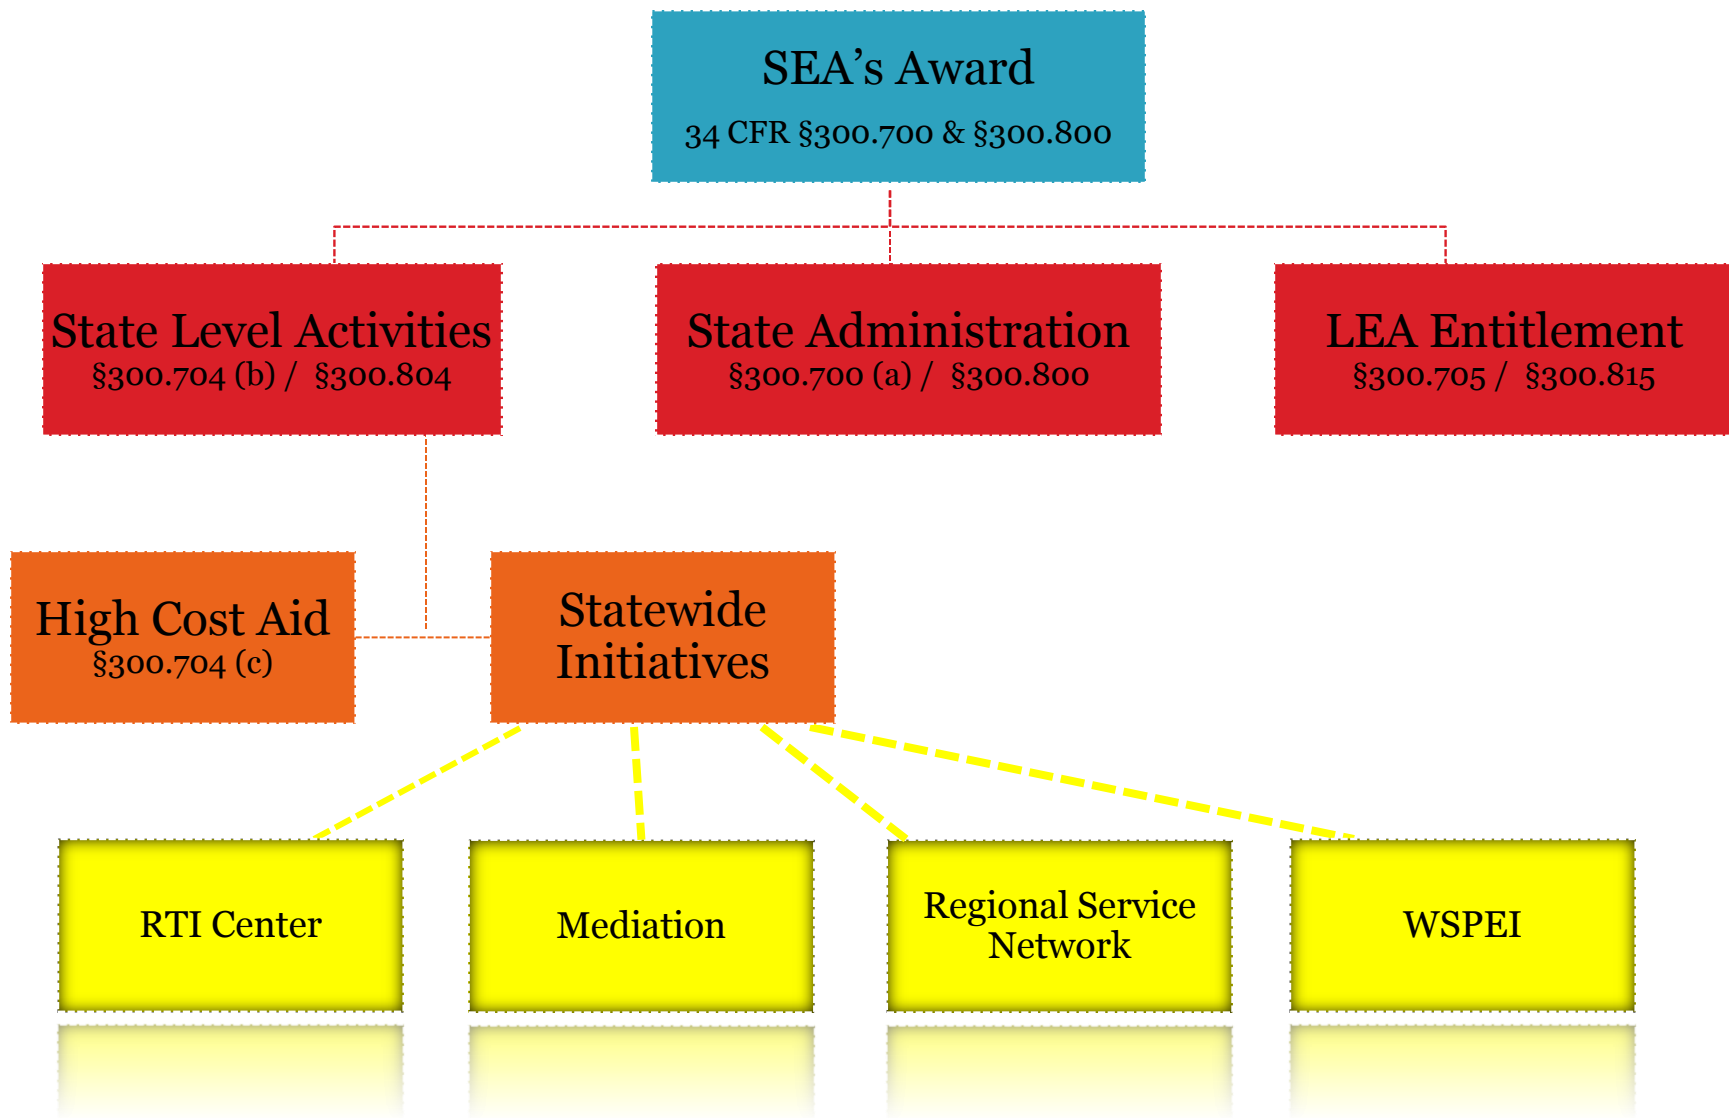 SEA’s Award
34 CFR §300.700 & §300.800
State Level Activities
§300.704 (b) / §300.804
State Administration
§300.700 (a) / §300.800
LEA Entitlement
§300.705 / §300.815
High Cost Aid
§300.704 (c)
Statewide
Initiatives
RTI Center
Mediation
Regional Service
Network
WSPEI